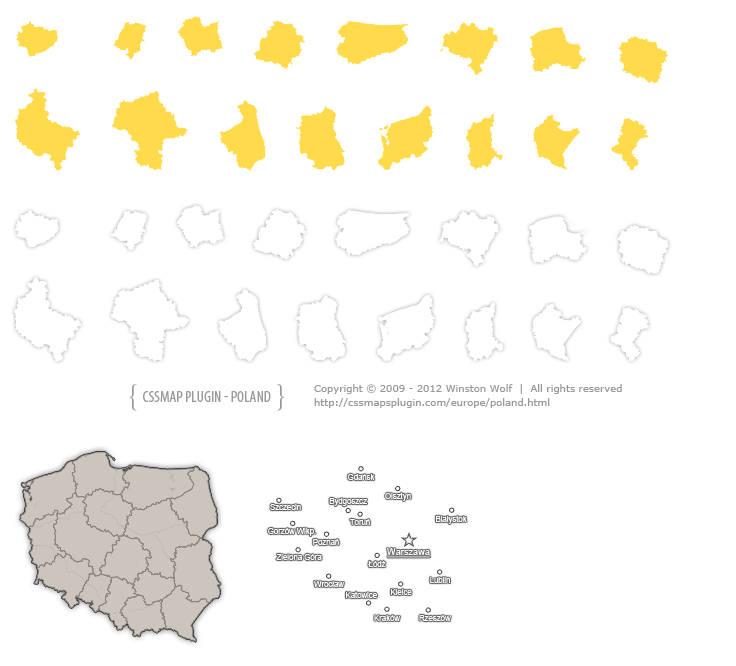 { CSSMAP PLUGIN - POLAND }
Copyright © 2009 - 2012 Winston Wolf | All rights reserved
http://cssmapsplugin.com/europe/poland.html
Gdańsk
Olsztyn
Bydgoszcz
Szczecin
Białystok
Toruń
Gorzów Wlkp.
Poznań
Warszawa
Zielona Góra
Łódź
Lublin
Wrocław
Kielce
Katowice
Kraków
Rzeszów